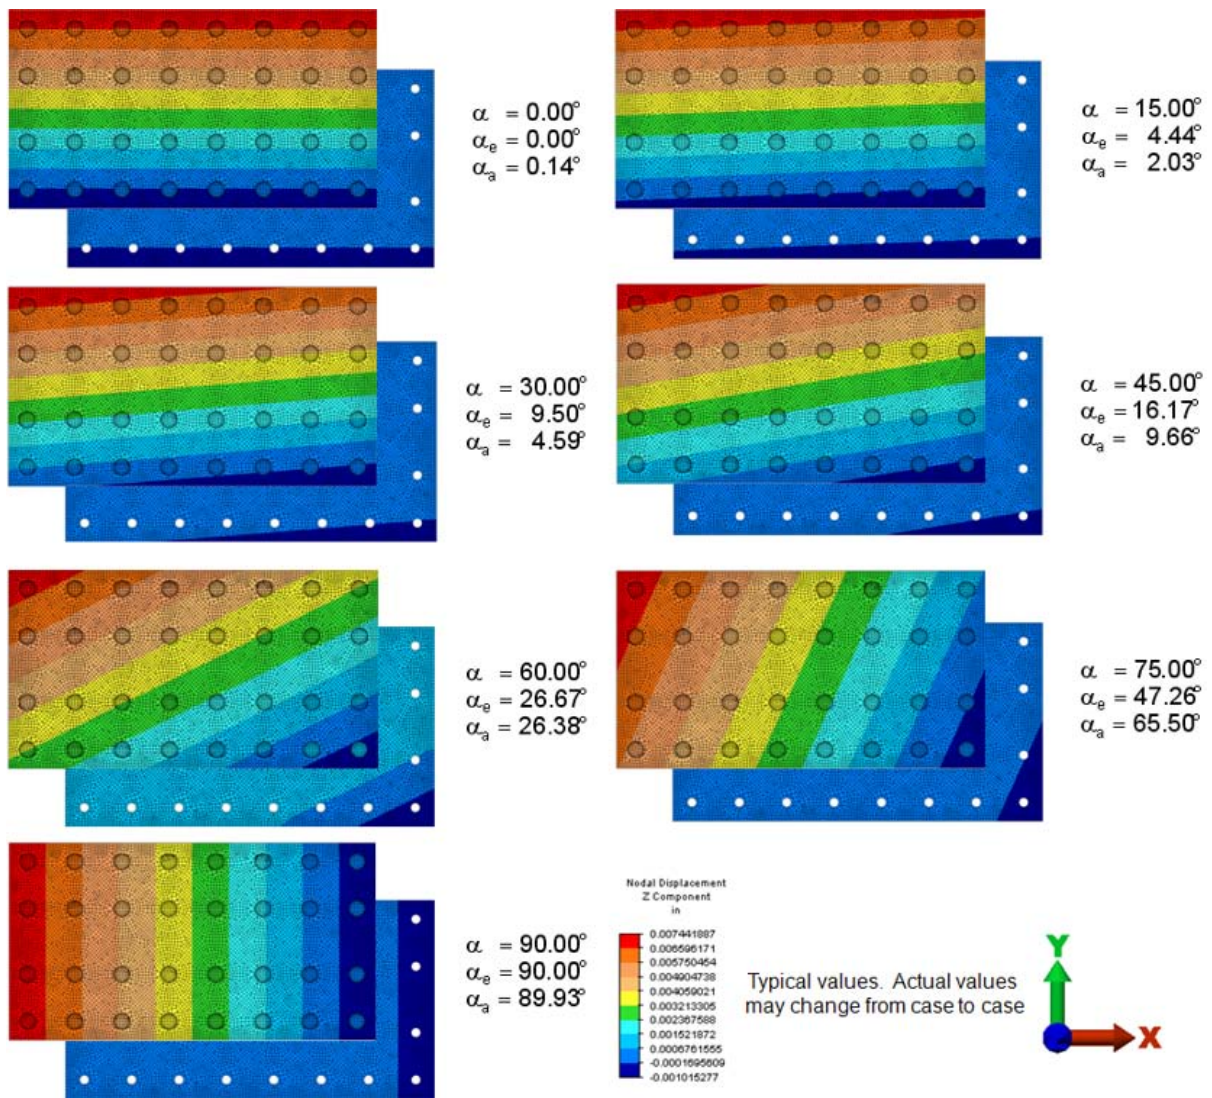 α = 0.00°
αe = 0.00°
αa = 0.14°
α = 15.00°
αe = 4.44°
αa = 2.03°
α = 30.00°
αe = 9.50°
αa = 4.59°
α = 45.00°
αe = 16.17°
αa = 9.66°
α = 60.00°
αe = 26.67°
αa = 26.38°
α = 75.00°
αe = 47.26°
αa = 65.50°
α = 90.00°
αe = 90.00°
αa = 89.93°
Nodal Displacement
Z Component
in
0.007441887
0.006596171
0.005750454
0.004904738
0.004059021
0.003213305
0.002367588
0.001521872
0.0006761555
-0.0001695609
-0.001015277
Typical values. Actual values
may change from case to case
Y
X